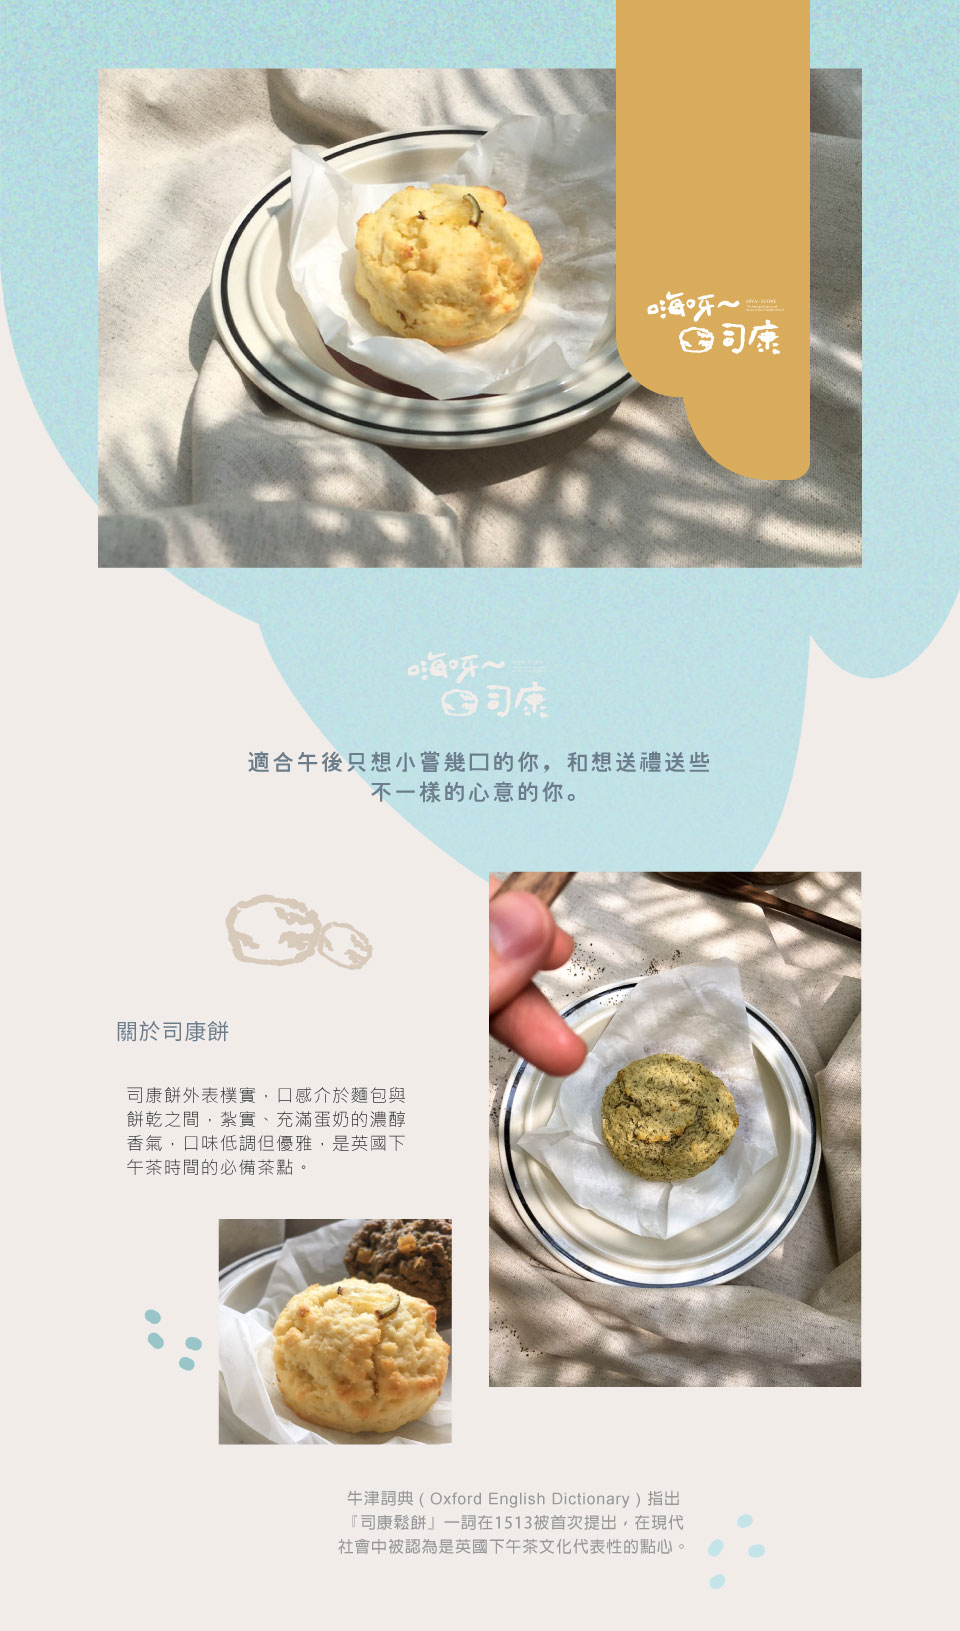 嗨呀～
司康
嗨呀～
司康
適合午後只想小嘗幾口的你，和想送禮送些
不一樣的心意的你。
關於司康餅
司康餅外表樸實，口感介於麵包與
餅乾之間，紮實、充滿蛋奶的濃醇
香氣，口味低調但優雅，是英國下
午茶時間的必備茶點。
牛津詞典 ( Oxford English Dictionary ) 指出
『司康鬆餅』一詞在1513被首次提出，在現代
社會中被認為是英國下午茶文化代表性的點心。